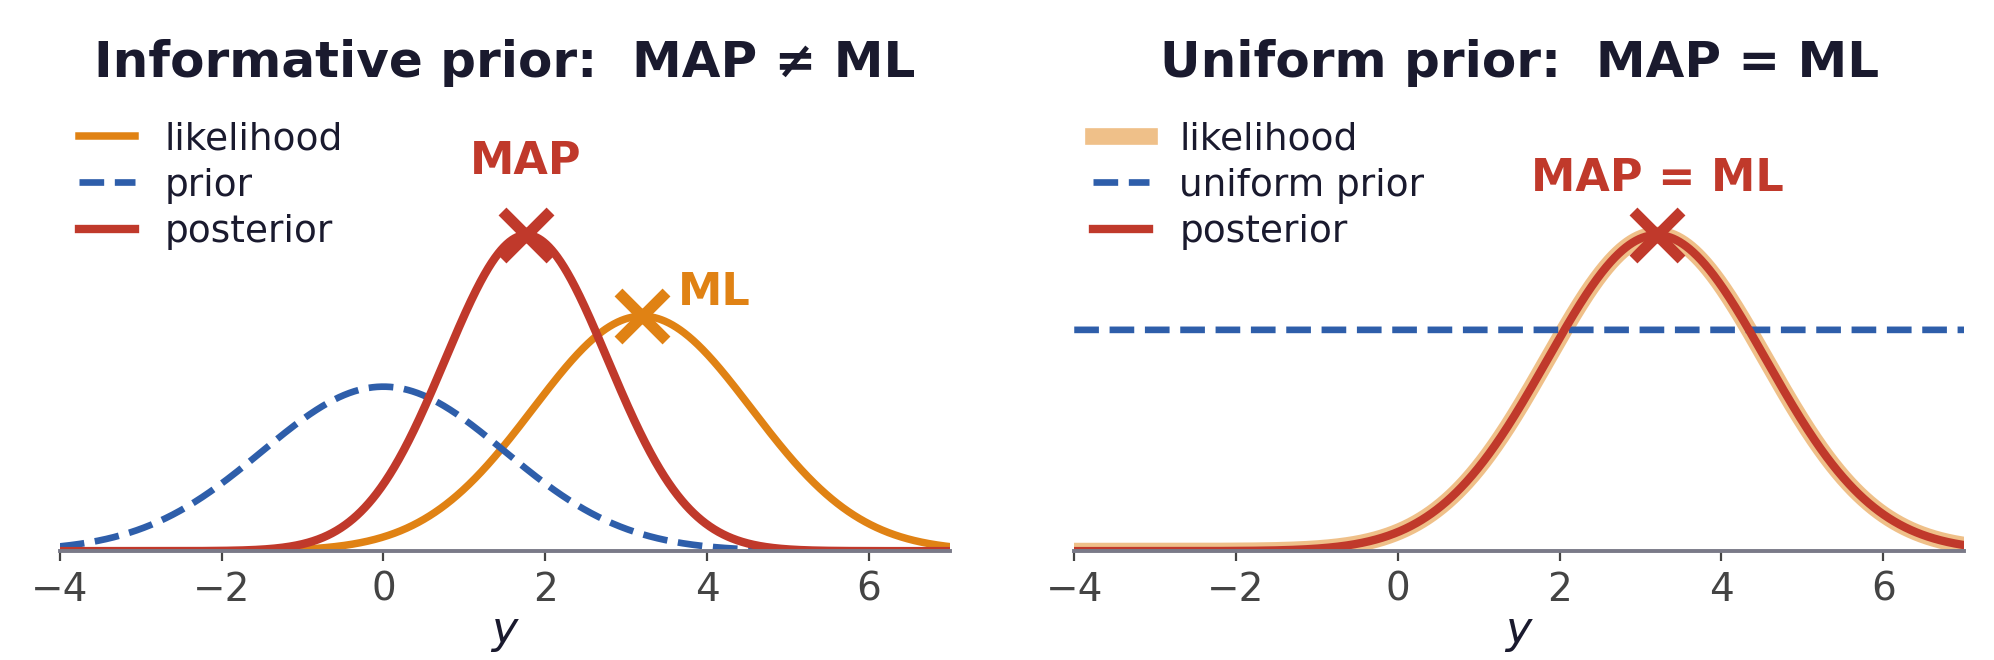 Informative prior:  MAP ≠ ML
likelihood
prior
posterior
MAP
ML
−4 −2 0 2 4 6
y
Uniform prior:  MAP = ML
likelihood
uniform prior
posterior
MAP = ML
−4 −2 0 2 4 6
y